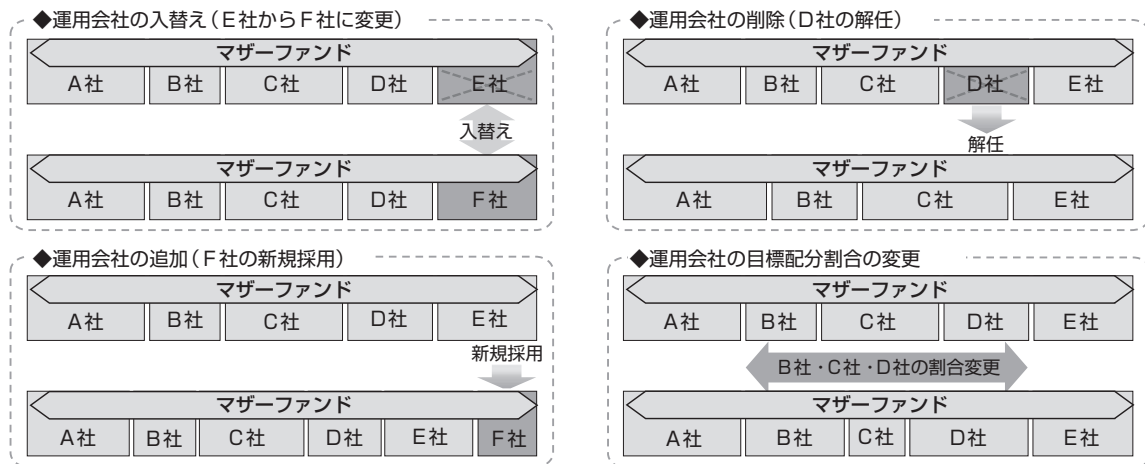 ◆運用会社の入替え(E社からF社に変更)
マザーファンド
A社 B社 C社 D社 E社
入替え
マザーファンド
A社 B社 C社 D社 F社
◆運用会社の削除(D社の解任)
マザーファンド
A社 B社 C社 D社 E社
解任
マザーファンド
A社 B社 C社 E社
◆運用会社の追加(F社の新規採用)
マザーファンド
A社 B社 C社 D社 E社
新規採用
マザーファンド
A社 B社 C社 D社 E社 F社
◆運用会社の目標配分割合の変更
マザーファンド
A社 B社 C社 D社 E社
B社・C社・D社の割合変更
マザーファンド
A社 B社 C社 D社 E社